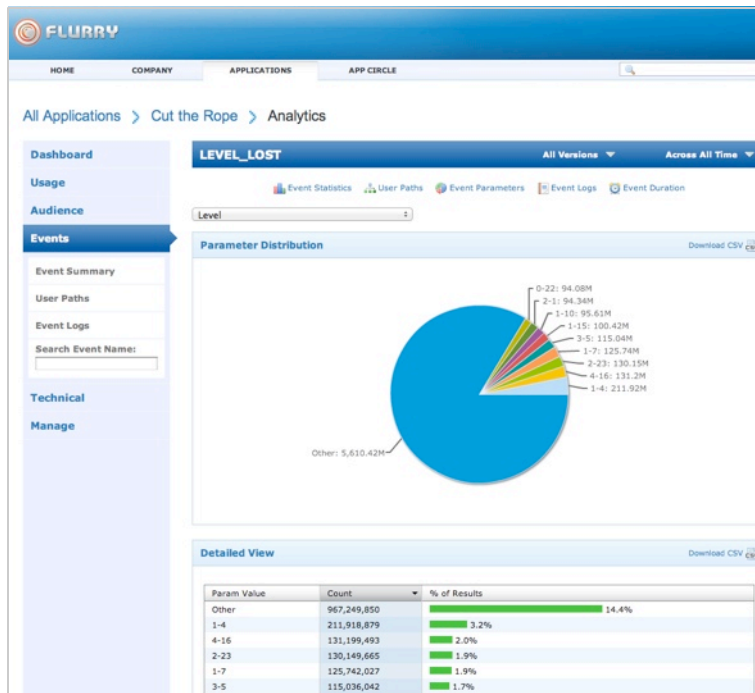 FLURRY
HOME COMPANY APPLICATIONS APP CIRCLE
All Applications > Cut the Rope > Analytics
Dashboard
Usage
Audience
Events
Event Summary
User Paths
Event Logs
Search Event Name:
Technical
Manage
LEVEL_LOST All Versions Across All Time
Event Statistics User Paths Event Parameters Event Logs Event Duration
Level
Parameter Distribution Download CSV
0-22: 94.08M
2-1: 94.34M
1-10: 95.61M
1-15: 100.42M
3-5: 115.04M
1-7: 125.74M
2-23: 130.15M
4-16: 131.2M
1-4: 211.92M
Other: 5,610.42M
Detailed View Download CSV
Param Value Count % of Results
Other 967,249,850 14.4%
1-4 211,918,879 3.2%
4-16 131,199,493 2.0%
2-23 130,149,665 1.9%
1-7 125,742,027 1.9%
3-5 115,036,042 1.7%